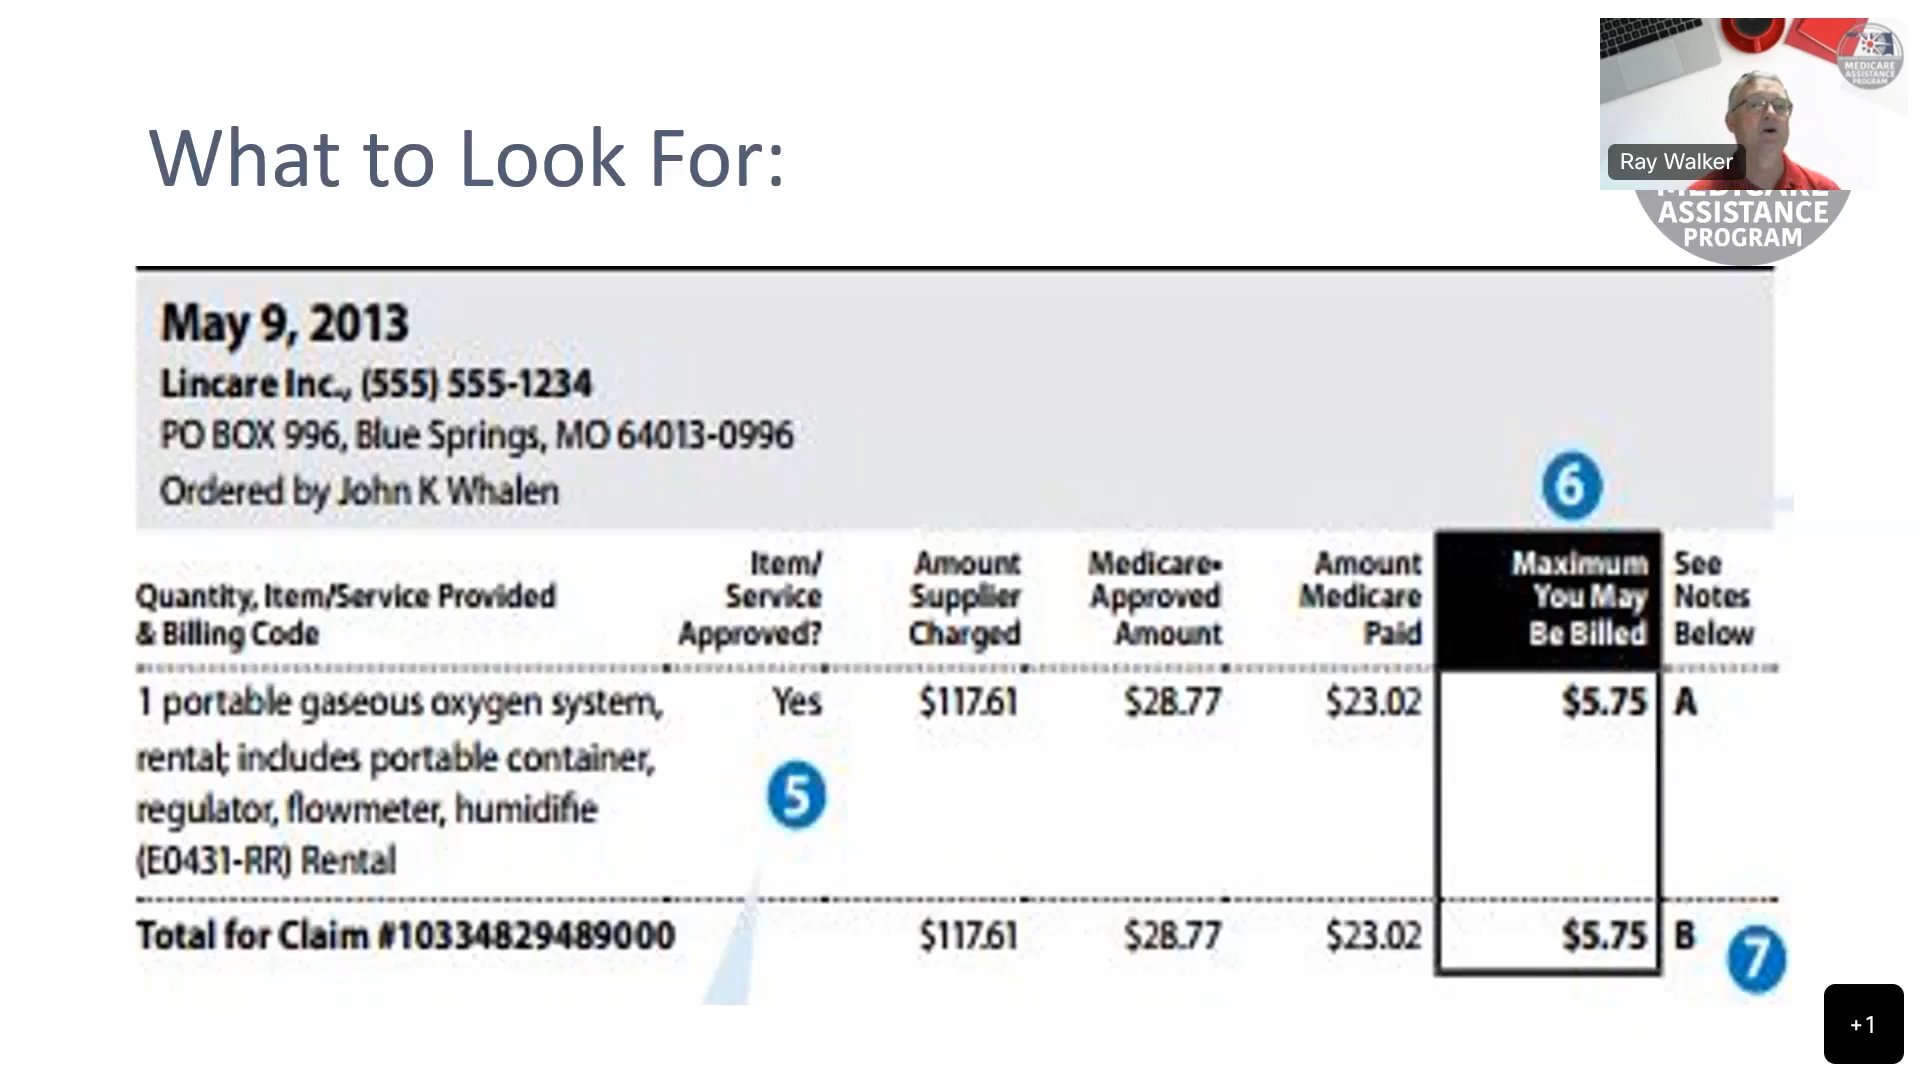 What to Look For:
MEDICARE
ASSISTANCE
PROGRAM
Ray Walker
MEDICARE
ASSISTANCE
PROGRAM
May 9, 2013
Lincare Inc., (555) 555-1234
PO BOX 996, Blue Springs, MO 64013-0996
Ordered by John K Whalen
6
Quantity, Item/Service Provided & Billing Code
Item/ Service Approved?
Amount Supplier Charged
Medicare-Approved Amount
Amount Medicare Paid
Maximum You May Be Billed
See Notes Below
1 portable gaseous oxygen system, Yes $117.61 $28.77 $23.02 $5.75 A
rental; includes portable container,
regulator, flowmeter, humidifie
(E0431-RR) Rental
5
Total for Claim #10334829489000 $117.61 $28.77 $23.02 $5.75 B
7
+1